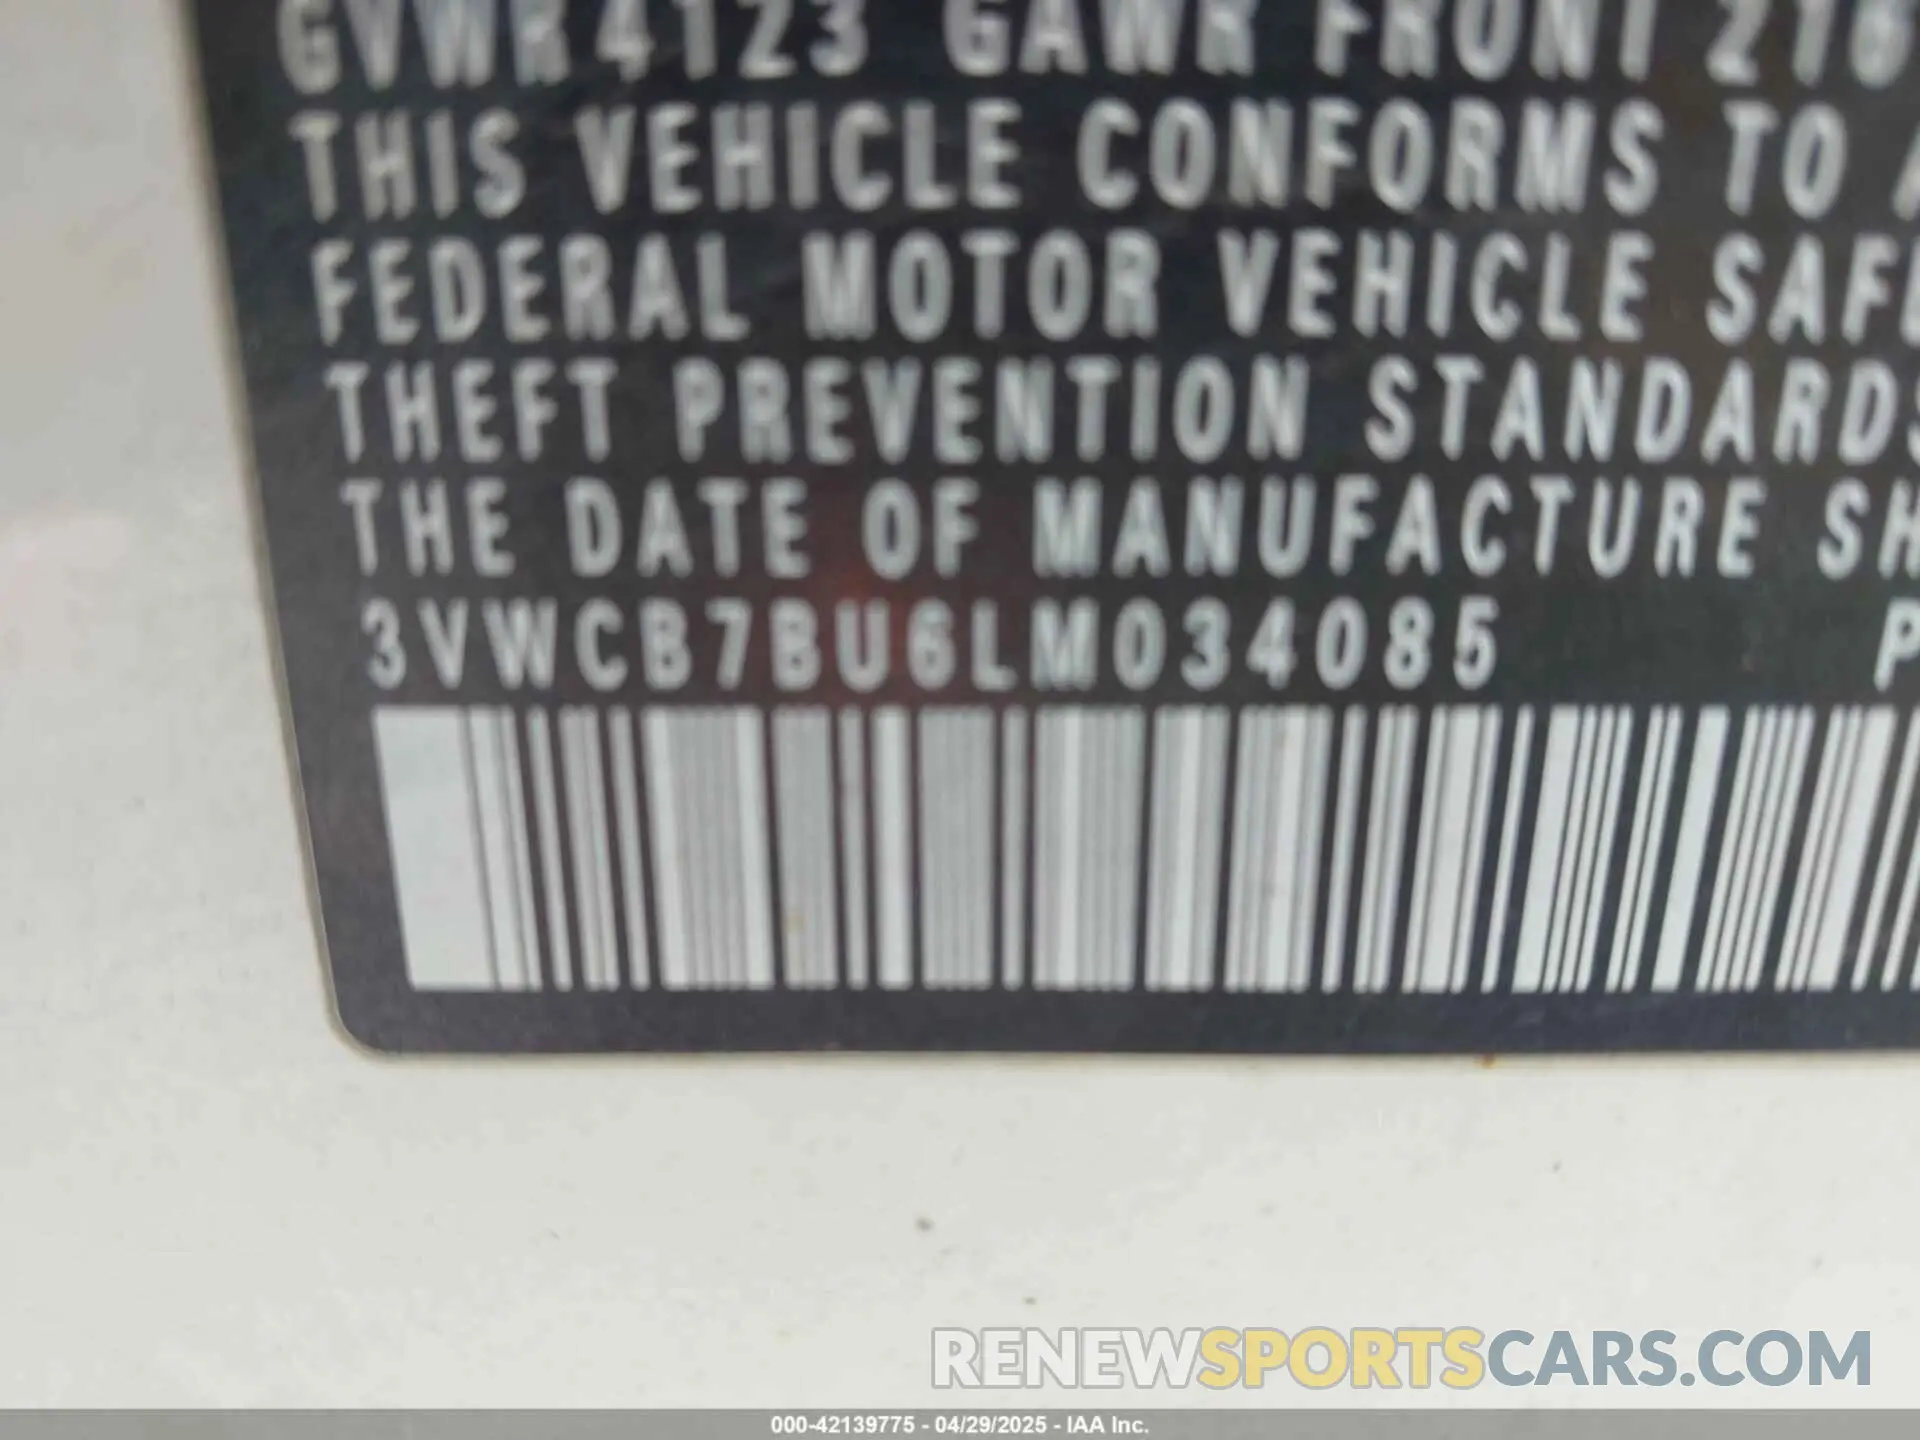 GVWR 4123 GAWR FRONT 216
THIS VEHICLE CONFORMS TO A
FEDERAL MOTOR VEHICLE SAFE
THEFT PREVENTION STANDARDS
THE DATE OF MANUFACTURE SH
3VWCB7BU6LM034085 P
RENEWSPORTSCARS.COM
000-42139775 - 04/29/2025 - IAA Inc.